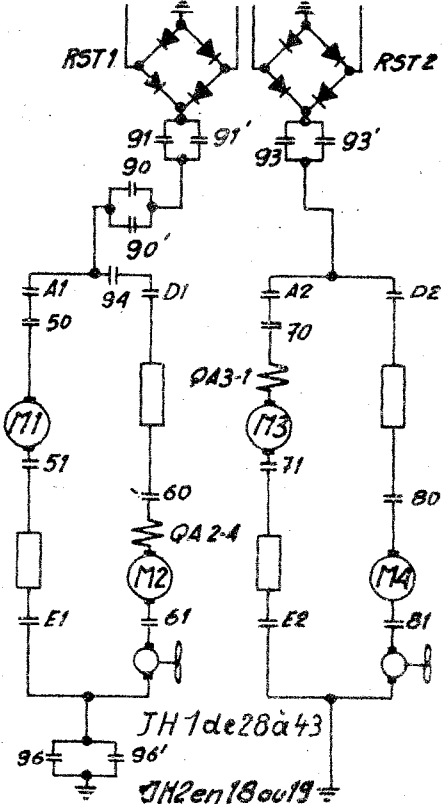 RST1
RST2
91
91'
93
93'
90
90'
94
A1
D1
A2
D2
50
70
QA3-1
M1
M3
51
71
60
80
QA2-4
M2
M4
E1
61
E2
81
JH1de28à43
96
96'
JH2en18ou19